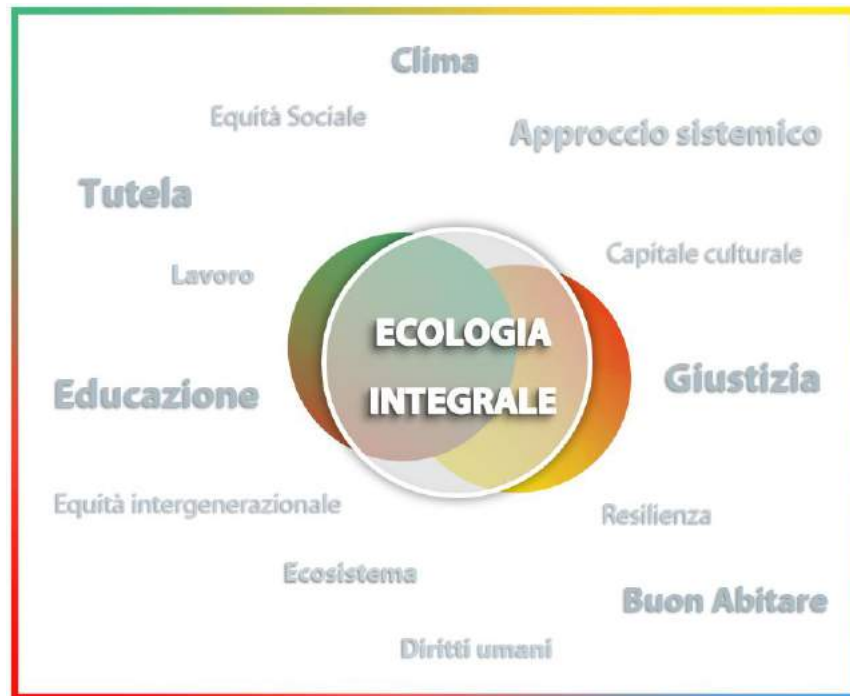 Clima
Equità Sociale
Approccio sistemico
Tutela
Capitale culturale
Lavoro
ECOLOGIA
INTEGRALE
Giustizia
Educazione
Equità intergenerazionale
Resilienza
Ecosistema
Buon Abitare
Diritti umani